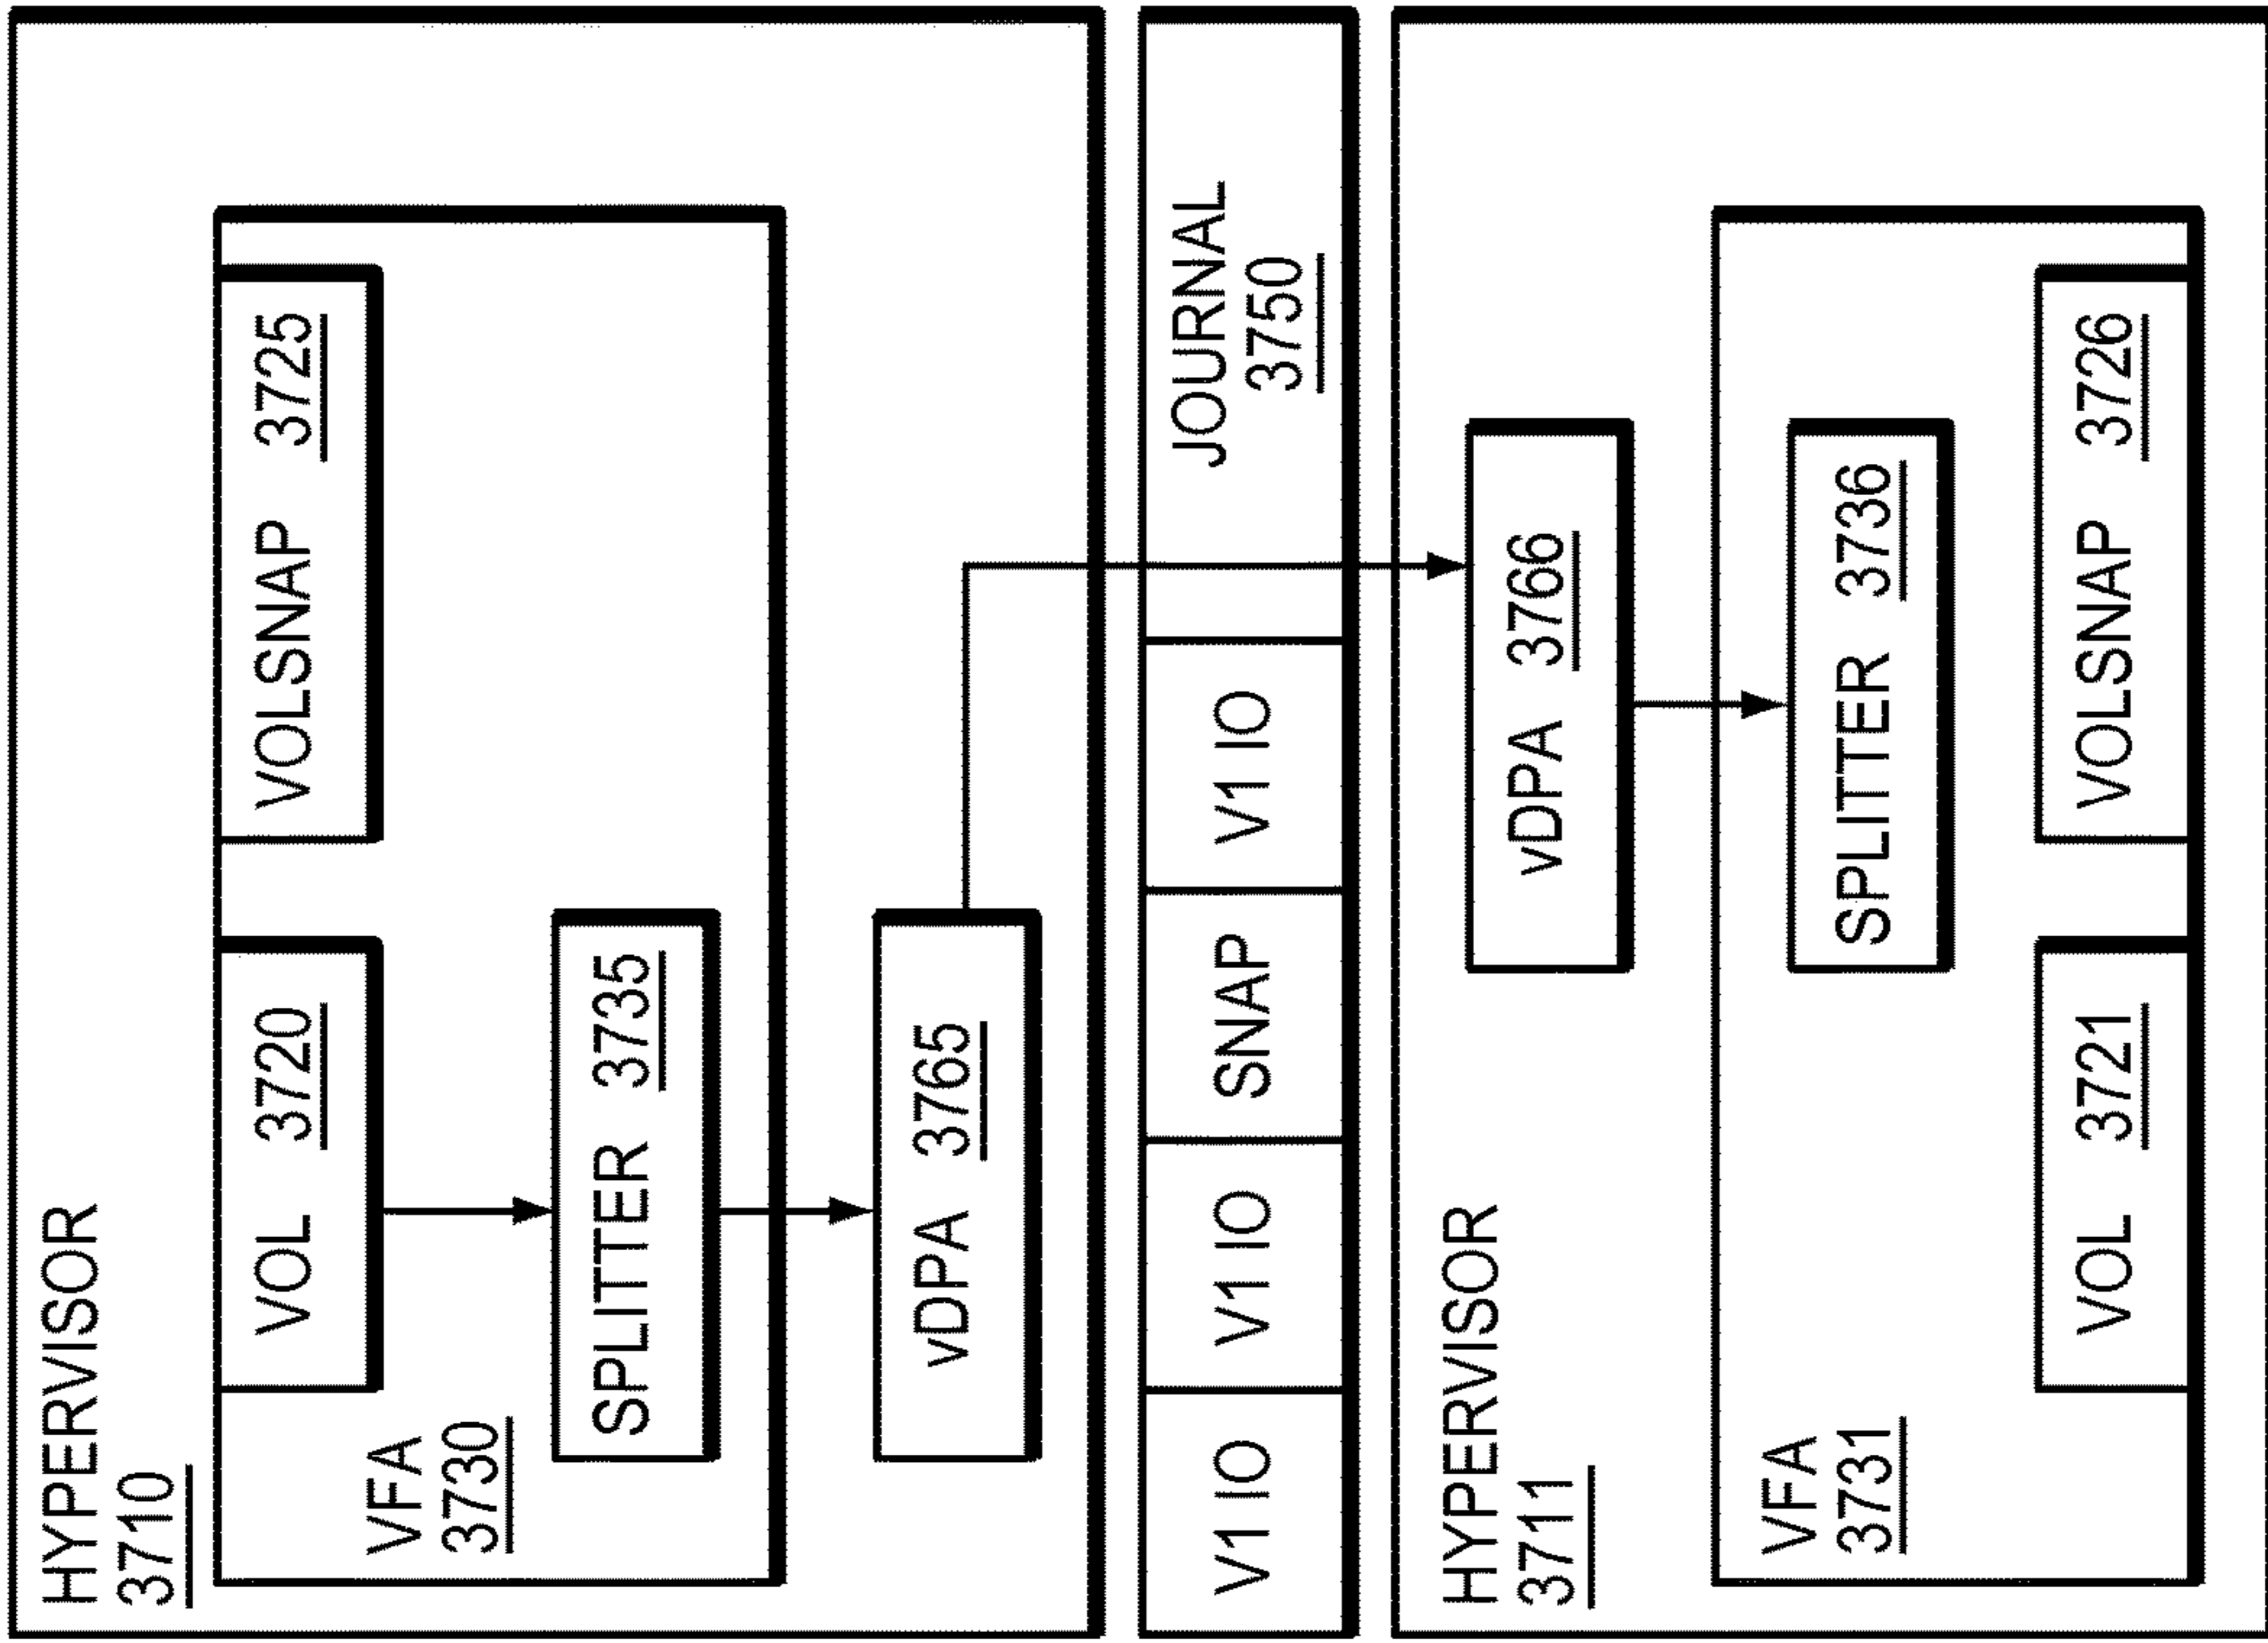 HYPERVISOR
3710
VOL 3720
VOLSNAP 3725
VFA
3730
SPLITTER 3735
vDPA 3765
V1 IO
V1 IO
SNAP
V1 IO
JOURNAL
3750
HYPERVISOR
3711
vDPA 3766
VFA
3731
SPLITTER 3736
VOL 3721
VOLSNAP 3726